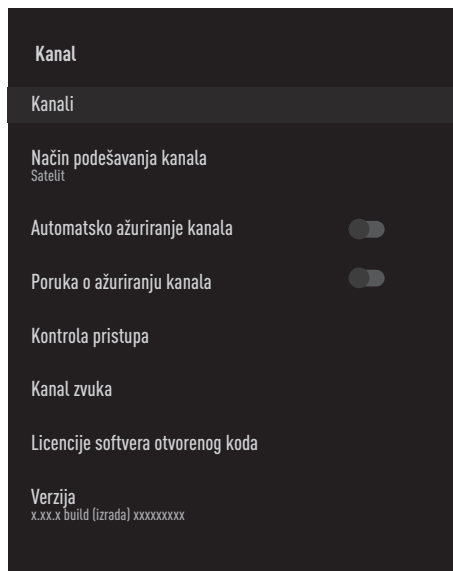 Kanal
Kanali
Način podešavanja kanala
Satelit
Automatsko ažuriranje kanala
Poruka o ažuriranju kanala
Kontrola pristupa
Kanal zvuka
Licencije softvera otvorenog koda
Verzija
x.xx.x build (izrada) xxxxxxxxx